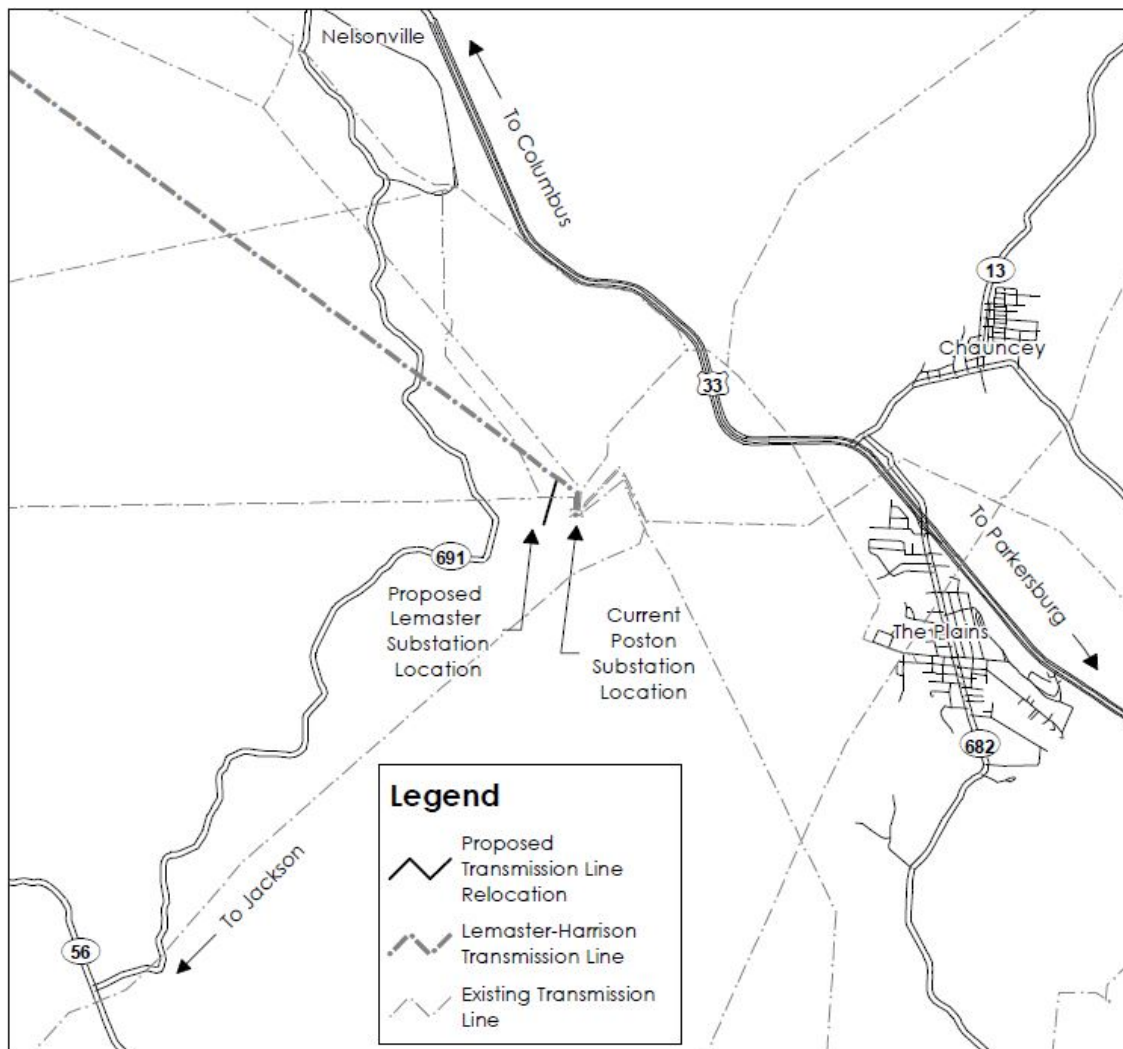 Nelsonville
To Columbus
13
Chauncey
33
To Parkersburg
691
Proposed
Lemaster
Substation
Location
Current
Poston
Substation
Location
The Plains
682
Legend
Proposed
Transmission Line
Relocation
Lemaster-Harrison
Transmission Line
Existing Transmission
Line
To Jackson
56